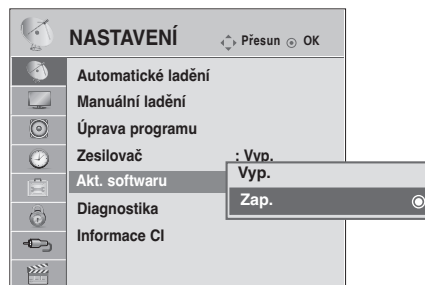 NASTAVENÍ Přesun OK
Automatické ladění
Manuální ladění
Úprava programu
Zesilovač : Vyp.
Akt. softwaru
Vyp.
Zap.
Diagnostika
Informace CI